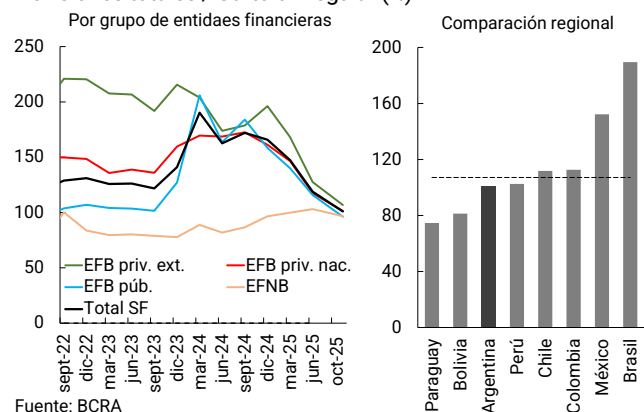 Por grupo de entidaes financieras
250
200
150
100
50
0
EFB priv. ext.
EFB priv. nac.
EFB púb.
EFNB
Total SF
sept-22
dic-22
mar-23
jun-23
sept-23
dic-23
mar-24
jun-24
sept-24
dic-24
mar-25
jun-25
oct-25
Comparación regional
200
160
120
80
40
0
Paraguay
Bolivia
Argentina
Perú
Chile
Colombia
México
Brasil
Fuente: BCRA